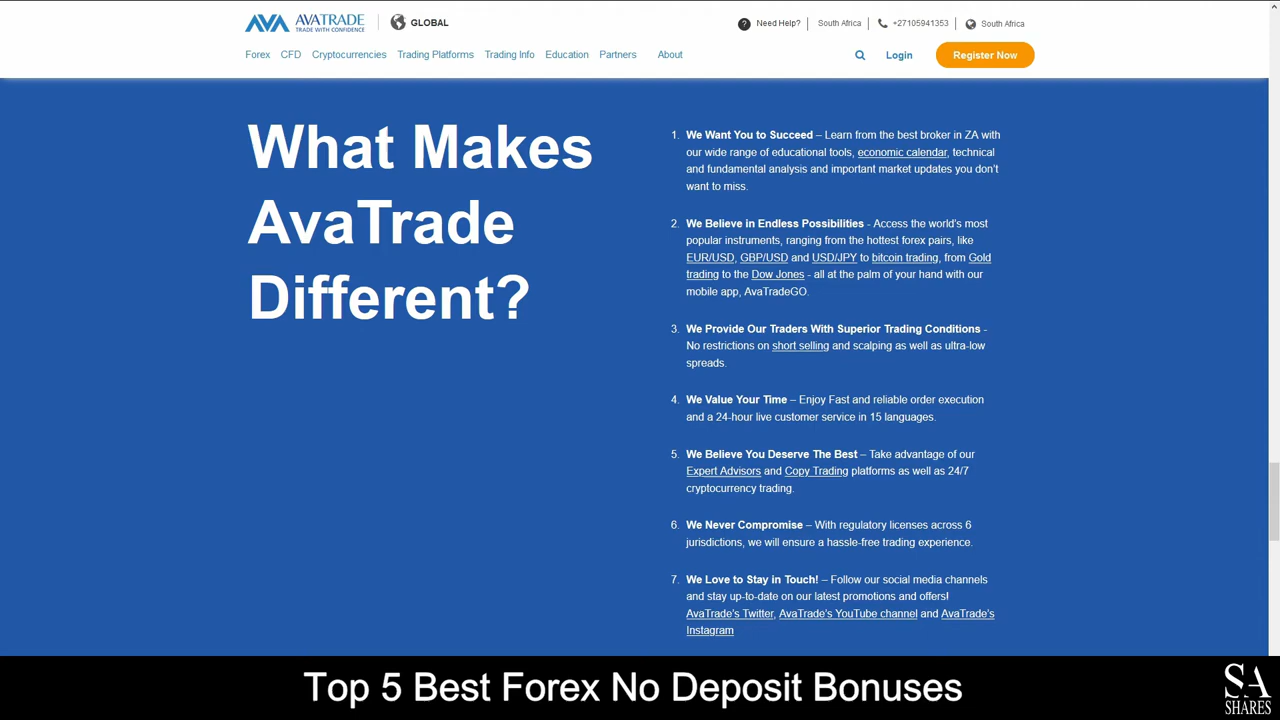 AVATRADE
TRADE WITH CONFIDENCE
GLOBAL
? Need Help?
South Africa
+27105941353
South Africa
Forex CFD Cryptocurrencies Trading Platforms Trading Info Education Partners About
Login
Register Now
What Makes
AvaTrade
Different?
1. We Want You to Succeed – Learn from the best broker in ZA with
our wide range of educational tools, economic calendar, technical
and fundamental analysis and important market updates you don't
want to miss.
2. We Believe in Endless Possibilities - Access the world's most
popular instruments, ranging from the hottest forex pairs, like
EUR/USD, GBP/USD and USD/JPY to bitcoin trading, from Gold
trading to the Dow Jones - all at the palm of your hand with our
mobile app, AvaTradeGO.
3. We Provide Our Traders With Superior Trading Conditions -
No restrictions on short selling and scalping as well as ultra-low
spreads.
4. We Value Your Time – Enjoy Fast and reliable order execution
and a 24-hour live customer service in 15 languages.
5. We Believe You Deserve The Best – Take advantage of our
Expert Advisors and Copy Trading platforms as well as 24/7
cryptocurrency trading.
6. We Never Compromise – With regulatory licenses across 6
jurisdictions, we will ensure a hassle-free trading experience.
7. We Love to Stay in Touch! – Follow our social media channels
and stay up-to-date on our latest promotions and offers!
AvaTrade's Twitter, AvaTrade's YouTube channel and AvaTrade's
Instagram
Top 5 Best Forex No Deposit Bonuses
SA
SHARES